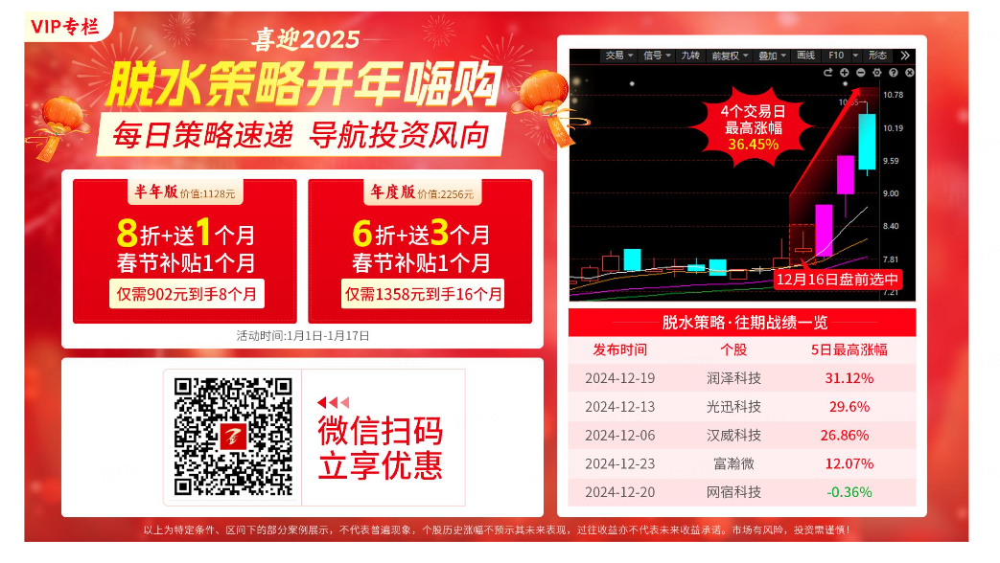 VIP专栏
喜迎2025
脱水策略开年嗨购
每日策略速递 导航投资风向
半年版 价值:1128元
8折+送1个月
春节补贴1个月
仅需902元到手8个月
年度版 价值:2256元
6折+送3个月
春节补贴1个月
仅需1358元到手16个月
活动时间:1月1日-1月17日
微信扫码
立享优惠
交易 信号 九转 前复权 叠加 画线 F10 形态
4个交易日
最高涨幅
36.45%
10.78
10.19
9.59
9.00
8.40
7.81
7.21
12月16日盘前选中
脱水策略·往期战绩一览
发布时间 个股 5日最高涨幅
2024-12-19 润泽科技 31.12%
2024-12-13 光迅科技 29.6%
2024-12-06 汉威科技 26.86%
2024-12-23 富瀚微 12.07%
2024-12-20 网宿科技 -0.36%
以上为特定条件、区间下的部分案例展示，不代表普遍现象，个股历史涨幅不预示其未来表现，过往收益亦不代表未来收益承诺。市场有风险，投资需谨慎！